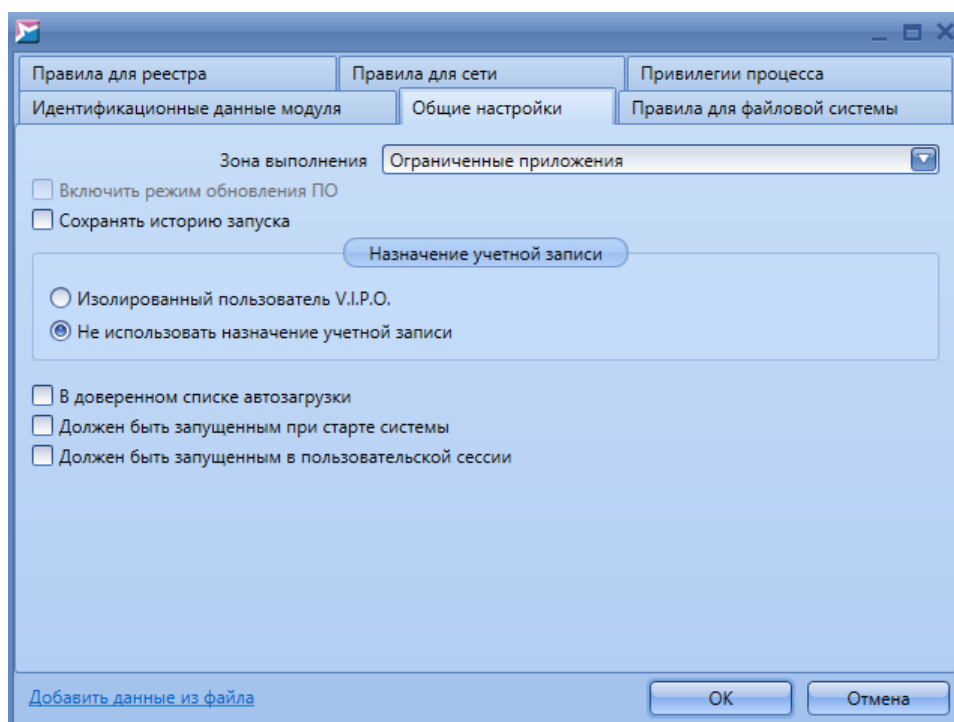 Правила для реестра
Правила для сети
Привилегии процесса
Идентификационные данные модуля
Общие настройки
Правила для файловой системы
Зона выполнения Ограниченные приложения
Включить режим обновления ПО
Сохранять историю запуска
Назначение учетной записи
Изолированный пользователь V.I.P.O.
Не использовать назначение учетной записи
В доверенном списке автозагрузки
Должен быть запущенным при старте системы
Должен быть запущенным в пользовательской сессии
Добавить данные из файла
OK
Отмена